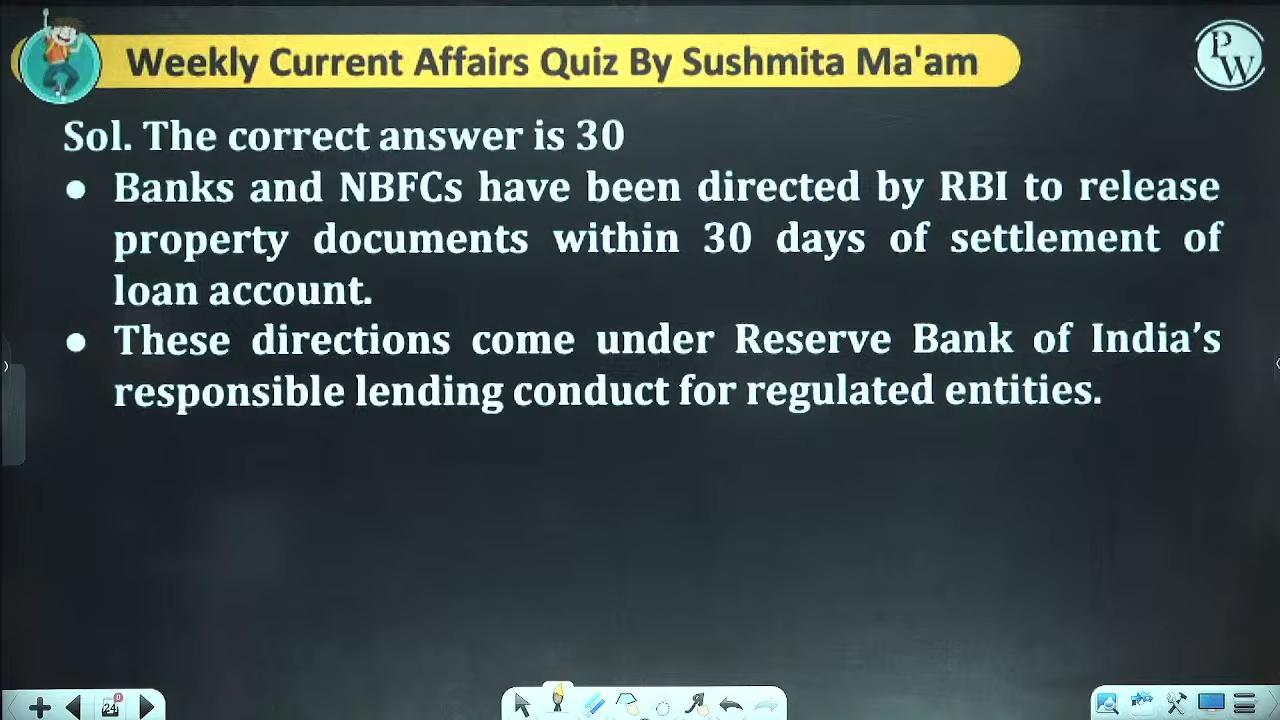 Weekly Current Affairs Quiz By Sushmita Ma'am
PW
Sol. The correct answer is 30
● Banks and NBFCs have been directed by RBI to release
property documents within 30 days of settlement of
loan account.
● These directions come under Reserve Bank of India’s
responsible lending conduct for regulated entities.
24